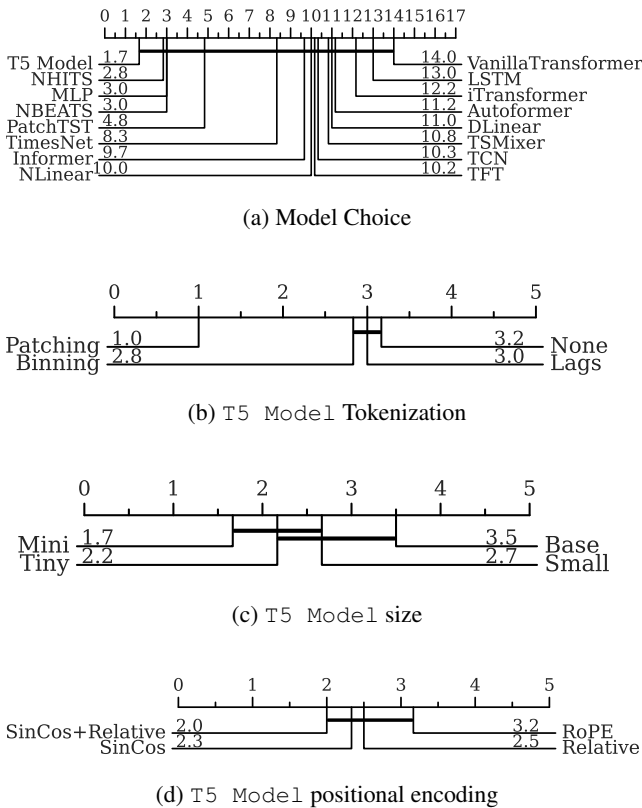 0 1 2 3 4 5 6 7 8 9 10 11 12 13 14 15 16 17
T5 Model 1.7 14.0 VanillaTransformer
NHITS 2.8 13.0 LSTM
MLP 3.0 12.2 iTransformer
NBEATS 3.0 11.2 Autoformer
PatchTST 4.8 11.0 DLinear
TimesNet 8.3 10.8 TSMixer
Informer 9.7 10.3 TCN
NLinear 10.0 10.2 TFT
(a) Model Choice
0 1 2 3 4 5
Patching 1.0 3.2 None
Binning 2.8 3.0 Lags
(b) T5 Model Tokenization
0 1 2 3 4 5
Mini 1.7 3.5 Base
Tiny 2.2 2.7 Small
(c) T5 Model size
0 1 2 3 4 5
SinCos+Relative 2.0 3.2 RoPE
SinCos 2.3 2.5 Relative
(d) T5 Model positional encoding